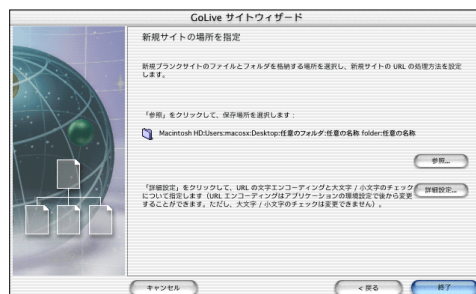 GoLive サイトウィザード
新規サイトの場所を指定
新規ブランクサイトのファイルとフォルダを格納する場所を選択し、新規サイトの URL の処理方法を設定
します。
「参照」をクリックして、保存場所を選択します :
Macintosh HD:Users:macosx:Desktop:任意のフォルダ:任意の名称 folder:任意の名称
参照...
「詳細設定」をクリックして、URL の文字エンコーディングと大文字 / 小文字のチェック
詳細設定...
について指定します（URL エンコーディングはアプリケーションの環境設定で後から変更
することができます。ただし、大文字 / 小文字のチェックは変更できません）。
キャンセル
< 戻る
終了